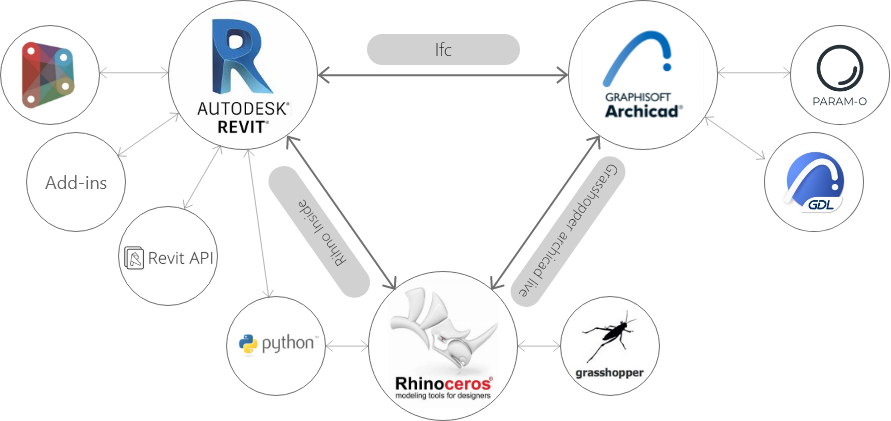 Ifc
AUTODESK®
REVIT®
GRAPHISOFT
Archicad®
PARAM-O
Add-ins
GDL
Revit API
Rihno Inside
Grasshopper archicad live
python™
Rhinoceros®
modeling tools for designers
grasshopper